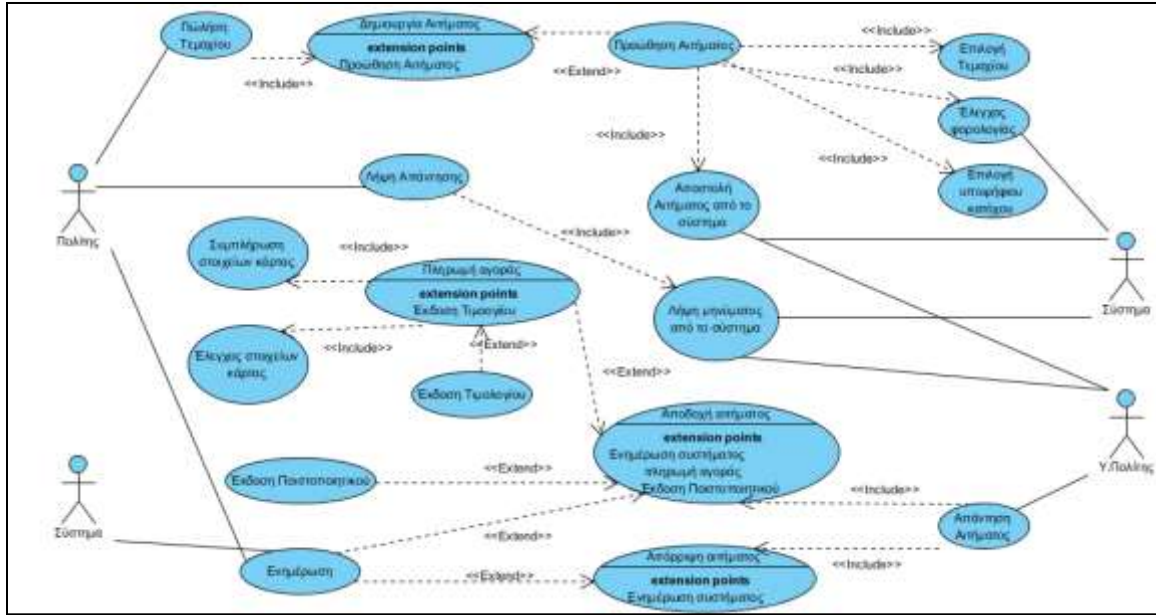 Πώληση
Τεμαχίου
Δημιουργία Αιτήματος
extension points
Προώθηση Αιτήματος
Προώθηση Αιτήματος
Επιλογή
Τεμαχίου
<<Include>>
<<Include>>
<<Extend>>
<<Include>>
Έλεγχος
φορολογίας
<<Include>>
<<Include>>
Επιλογή
υποψήφιου
κατόχου
Λήψη Απάντησης
Αποστολή
Αιτήματος από το
σύστημα
Πολίτης
Συμπλήρωση
στοιχείων κάρτας
<<Include>>
<<Include>>
Πληρωμή αγοράς
extension points
Έκδοση Τιμολογίου
Λήψη μηνύματος
από το σύστημα
Σύστημα
Έλεγχος στοιχείων
κάρτας
<<Include>>
<<Extend>>
<<Extend>>
Έκδοση Τιμολογίου
Αποδοχή αιτήματος
extension points
Ενημέρωση συστήματος
πληρωμή αγοράς
Έκδοση Πιστοποιητικού
Υ.Πολίτης
Έκδοση Πιστοποιητικού
<<Extend>>
<<Include>>
Απάντηση
Αιτήματος
Σύστημα
<<Extend>>
Ενημέρωση
<<Extend>>
Απόρριψη αιτήματος
extension points
Ενημέρωση συστήματος
<<Include>>